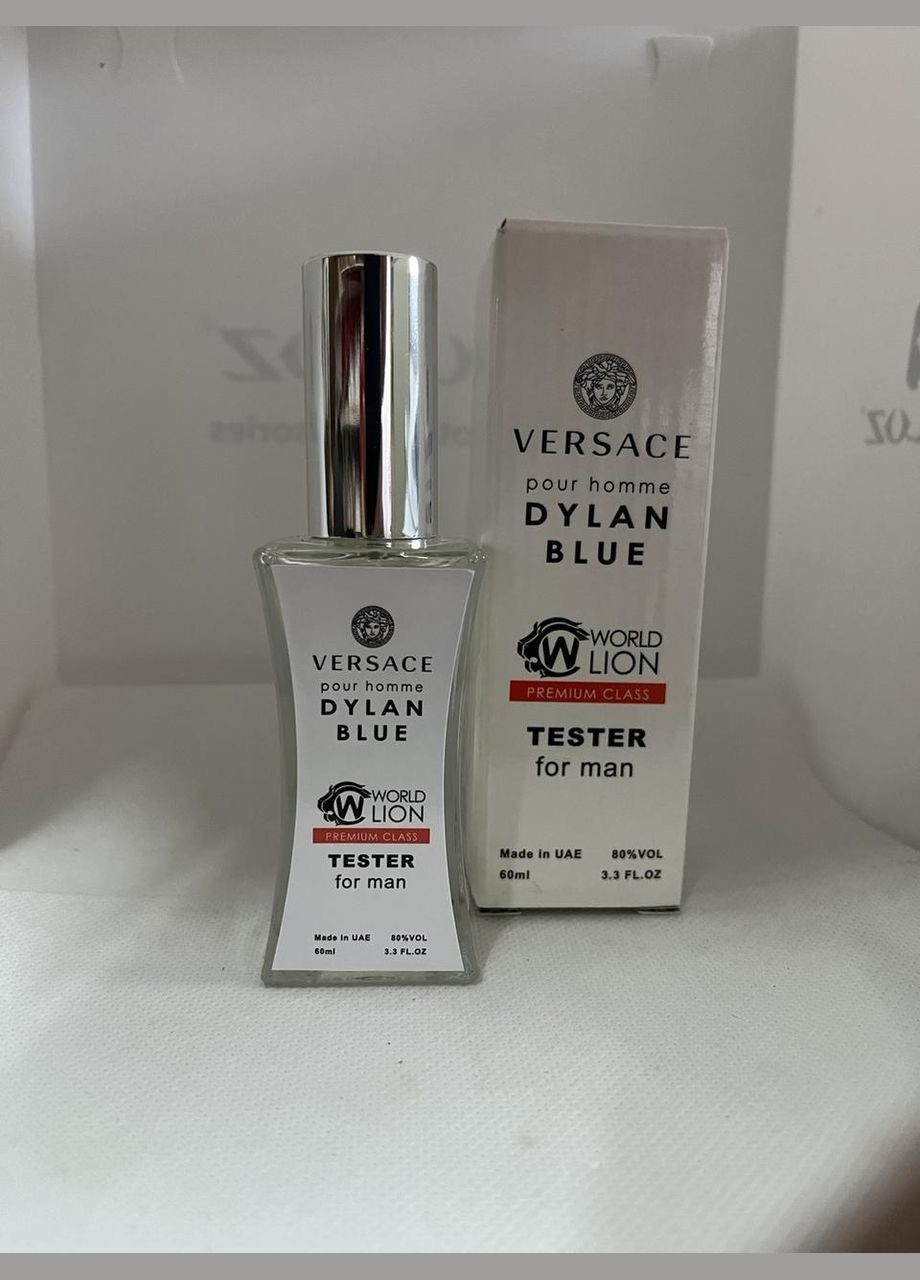 VERSACE
pour homme
DYLAN
BLUE
W WORLD
LION
PREMIUM CLASS
TESTER
for man
Made in UAE 80%VOL
60ml 3.3 FL.OZ
VERSACE
pour homme
DYLAN
BLUE
W WORLD
LION
PREMIUM CLASS
TESTER
for man
Made in UAE 80%VOL
60ml 3.3 FL.OZ